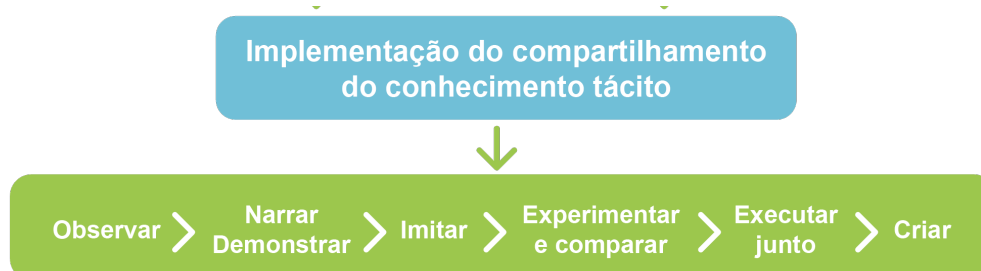 Implementação do compartilhamento
do conhecimento tácito
Observar
Narrar
Demonstrar
Imitar
Experimentar
e comparar
Executar
junto
Criar